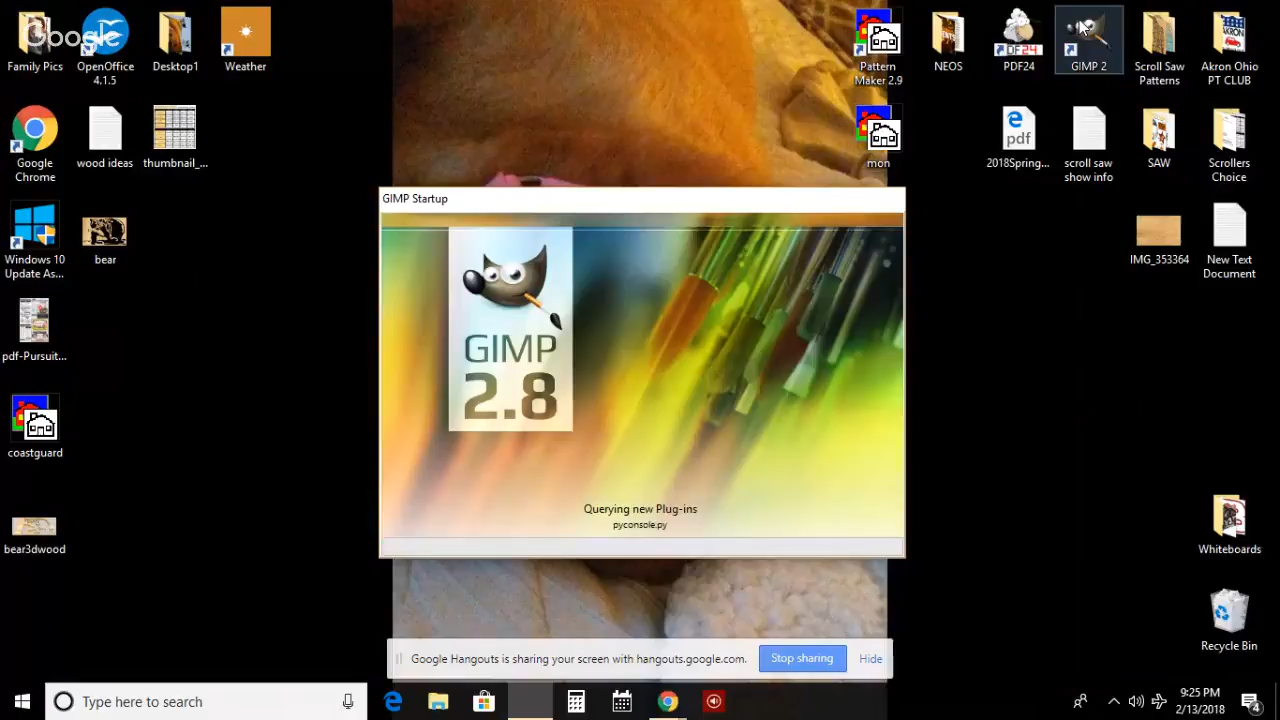 Google
Family Pics
OpenOffice
4.1.5
Desktop1
Weather
Pattern
Maker 2.9
NEOS
PDF24
GIMP 2
Scroll Saw
Patterns
Akron Ohio
PT CLUB
Google
Chrome
wood ideas
thumbnail_...
mon
2018Spring...
scroll saw
show info
SAW
Scrollers
Choice
Windows 10
Update As...
bear
IMG_353364
New Text
Document
pdf-Pursuit...
coastguard
bear3dwood
Whiteboards
Recycle Bin
GIMP Startup
GIMP
2.8
Querying new Plug-ins
pyconsole.py
Google Hangouts is sharing your screen with hangouts.google.com.
Stop sharing
Hide
Type here to search
9:25 PM
2/13/2018
4